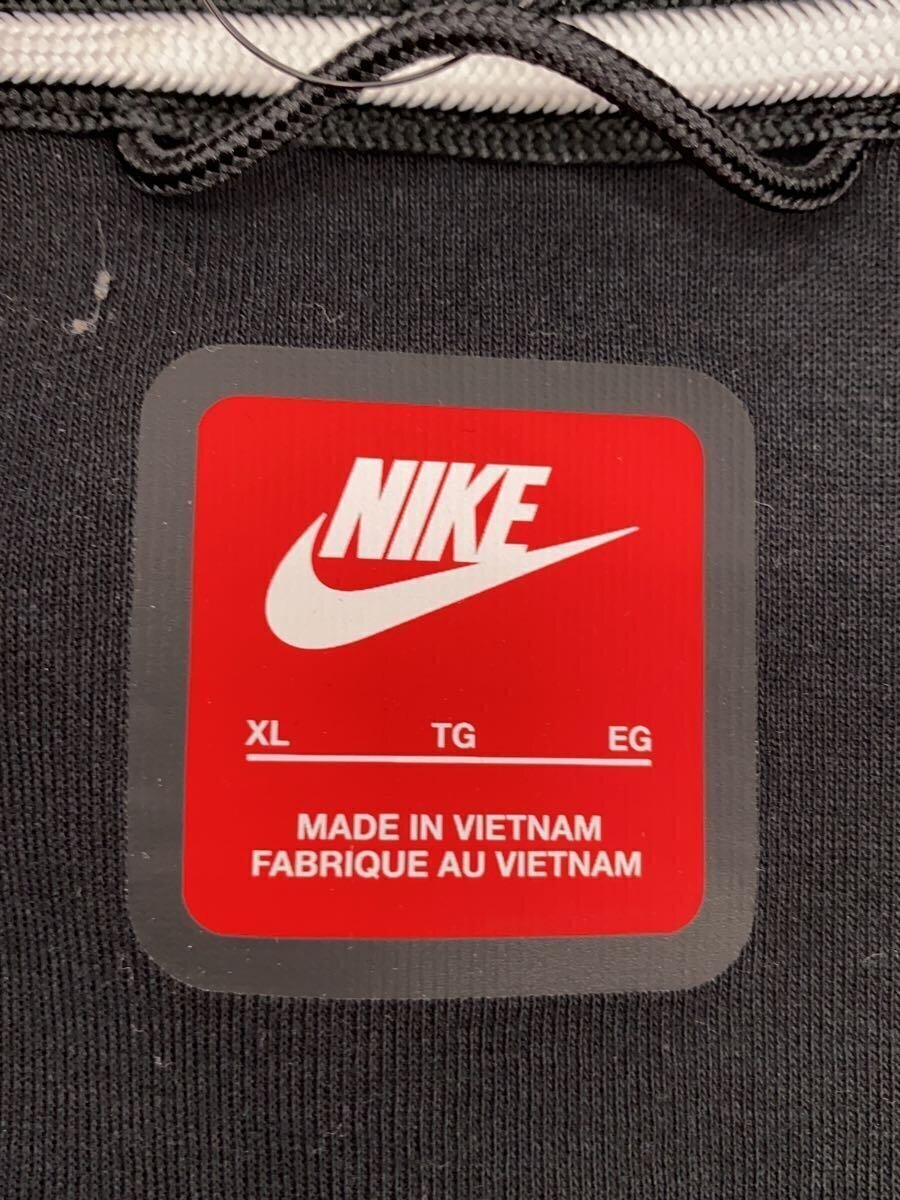 NIKE
XL TG EG
MADE IN VIETNAM
FABRIQUE AU VIETNAM